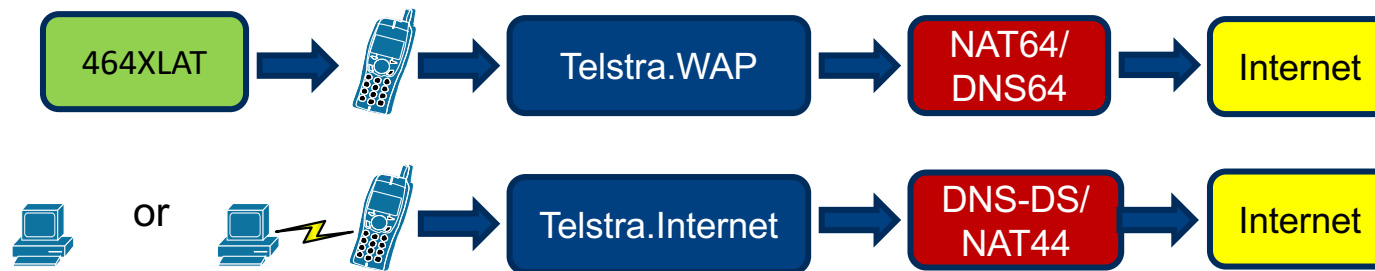 464XLAT
Telstra.WAP
NAT64/
DNS64
Internet
or
Telstra.Internet
DNS-DS/
NAT44
Internet